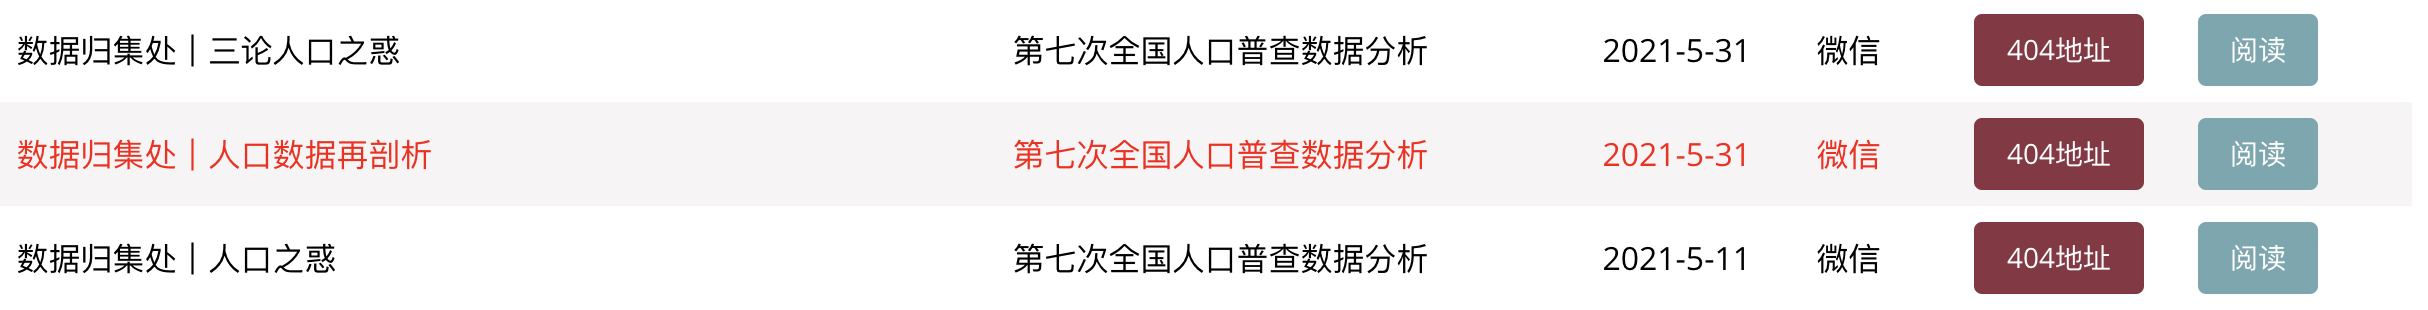 数据归集处｜三论人口之惑 第七次全国人口普查数据分析 2021-5-31 微信 404地址 阅读
数据归集处｜人口数据再剖析 第七次全国人口普查数据分析 2021-5-31 微信 404地址 阅读
数据归集处｜人口之惑 第七次全国人口普查数据分析 2021-5-11 微信 404地址 阅读